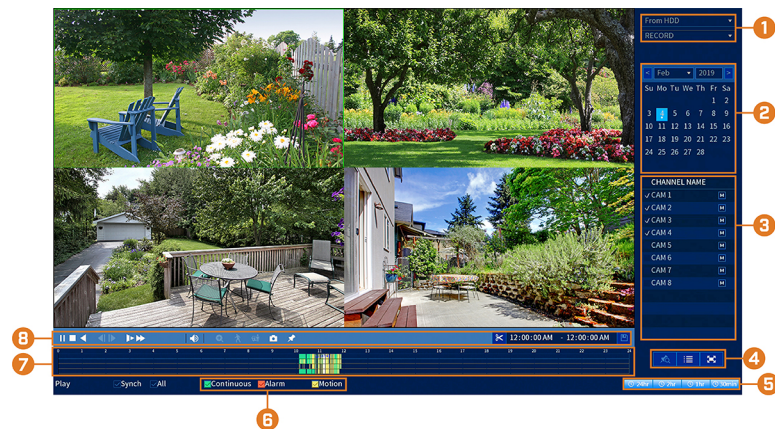 From HDD
RECORD
1
< Feb 2019 >
Su Mo Tu We Th Fr Sa
1 2
3 4 5 6 7 8 9
10 11 12 13 14 15 16
17 18 19 20 21 22 23
24 25 26 27 28
2
CHANNEL NAME
CAM 1 M
CAM 2 M
CAM 3 M
CAM 4 M
CAM 5 M
CAM 6 M
CAM 7 M
CAM 8 M
3
8
12:00:00 AM - 12:00:00 AM
7
0 1 2 3 4 5 6 7 8 9 10 11 12 13 14 15 16 17 18 19 20 21 22 23 24
4
Play Synch All Continuous Alarm Motion
24hr 2hr 1hr 30min
5
6